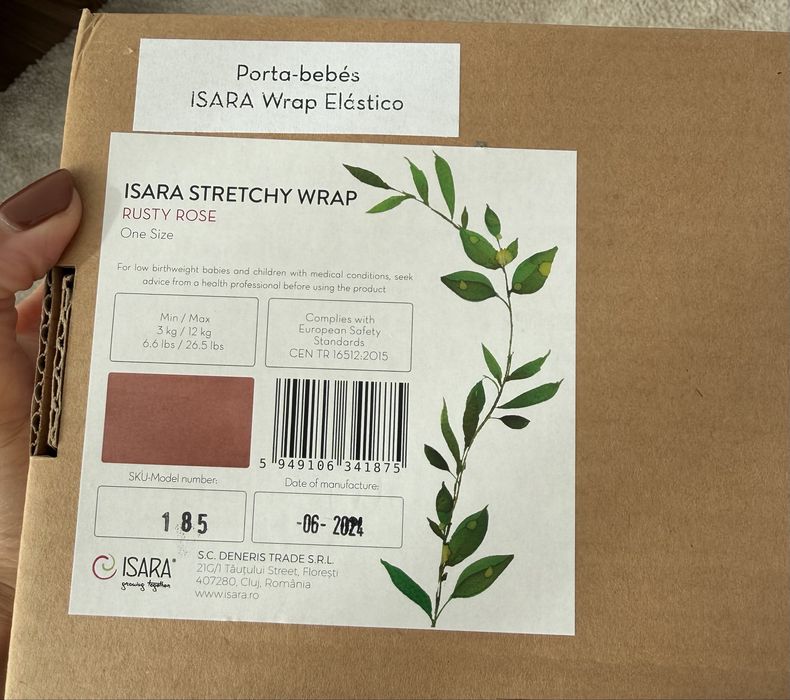 Porta-bebés
ISARA Wrap Elástico
ISARA STRETCHY WRAP
RUSTY ROSE
One Size
For low birthweight babies and children with medical conditions, seek
advice from a health professional before using the product
Min / Max
3 kg / 12 kg
6.6 lbs / 26.5 lbs
Complies with
European Safety
Standards
CEN TR 16512:2015
5 949106 341875
SKU-Model number:
185
Date of manufacture:
-06- 2024
ISARA®
growing together
S.C. DENERIS TRADE S.R.L.
21G/1 Tăuțului Street, Florești
407280, Cluj, România
www.isara.ro